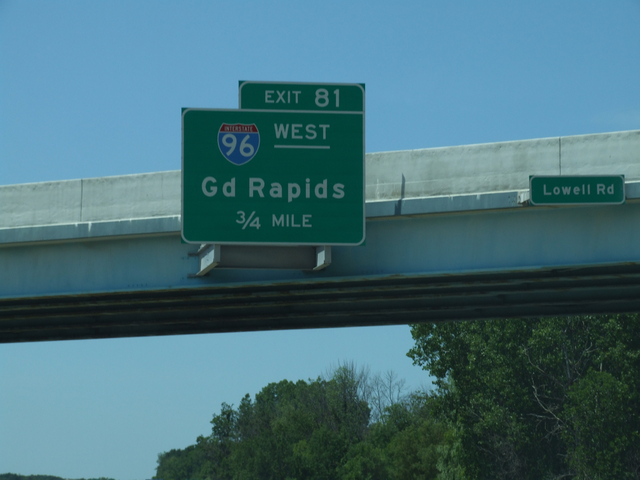 EXIT 81
INTERSTATE
96
WEST
Gd Rapids
3/4 MILE
Lowell Rd